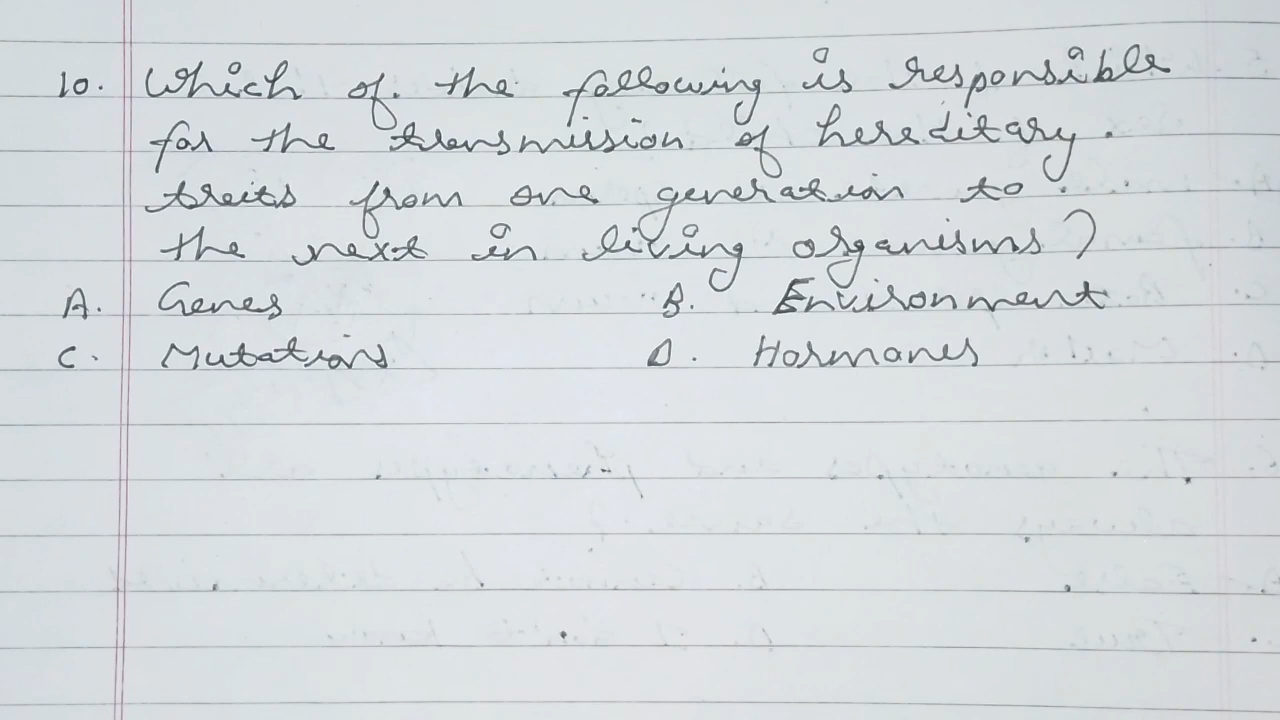 10. Which of the following is responsible
for the transmission of hereditary
traits from one generation to
the next in living organisms?
A. Genes B. Environment
C. Mutations D. Hormones